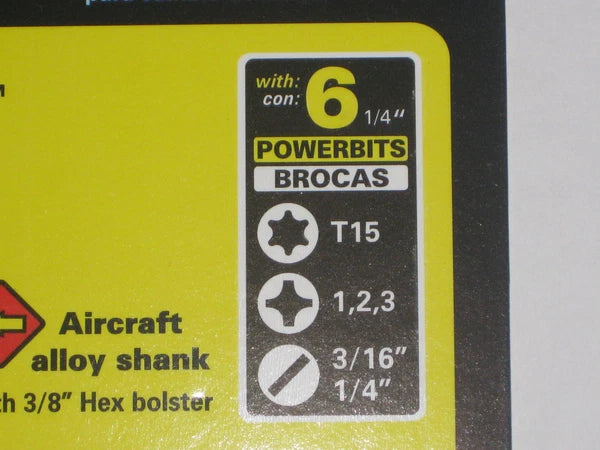 with:
con:
6
1/4"
POWERBITS
BROCAS
T15
1,2,3
3/16"
1/4"
Aircraft
alloy shank
3/8" Hex bolster